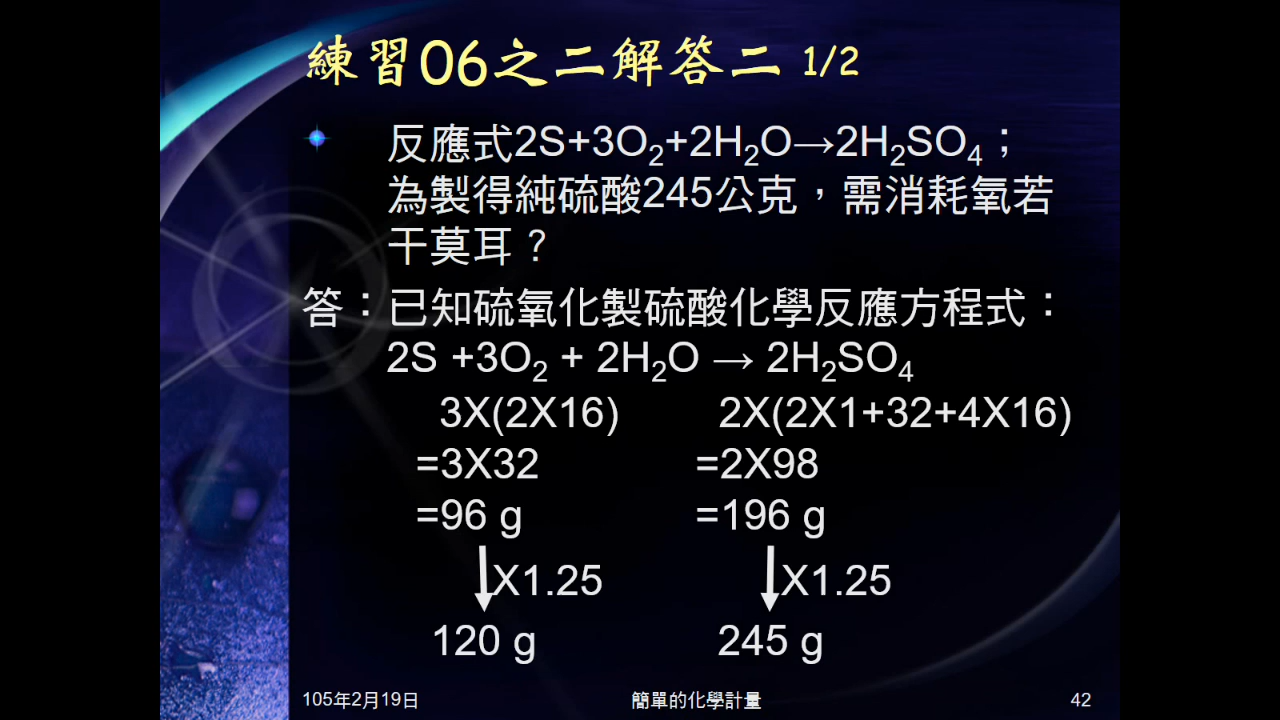 練習06之二解答二 1/2
反應式2S+3O₂+2H₂O→2H₂SO₄；
為製得純硫酸245公克，需消耗氧若
干莫耳？
答：已知硫氧化製硫酸化學反應方程式：
2S +3O₂ + 2H₂O → 2H₂SO₄
3X(2X16) 2X(2X1+32+4X16)
=3X32 =2X98
=96 g =196 g
X1.25 X1.25
120 g 245 g
105年2月19日 簡單的化學計量 42